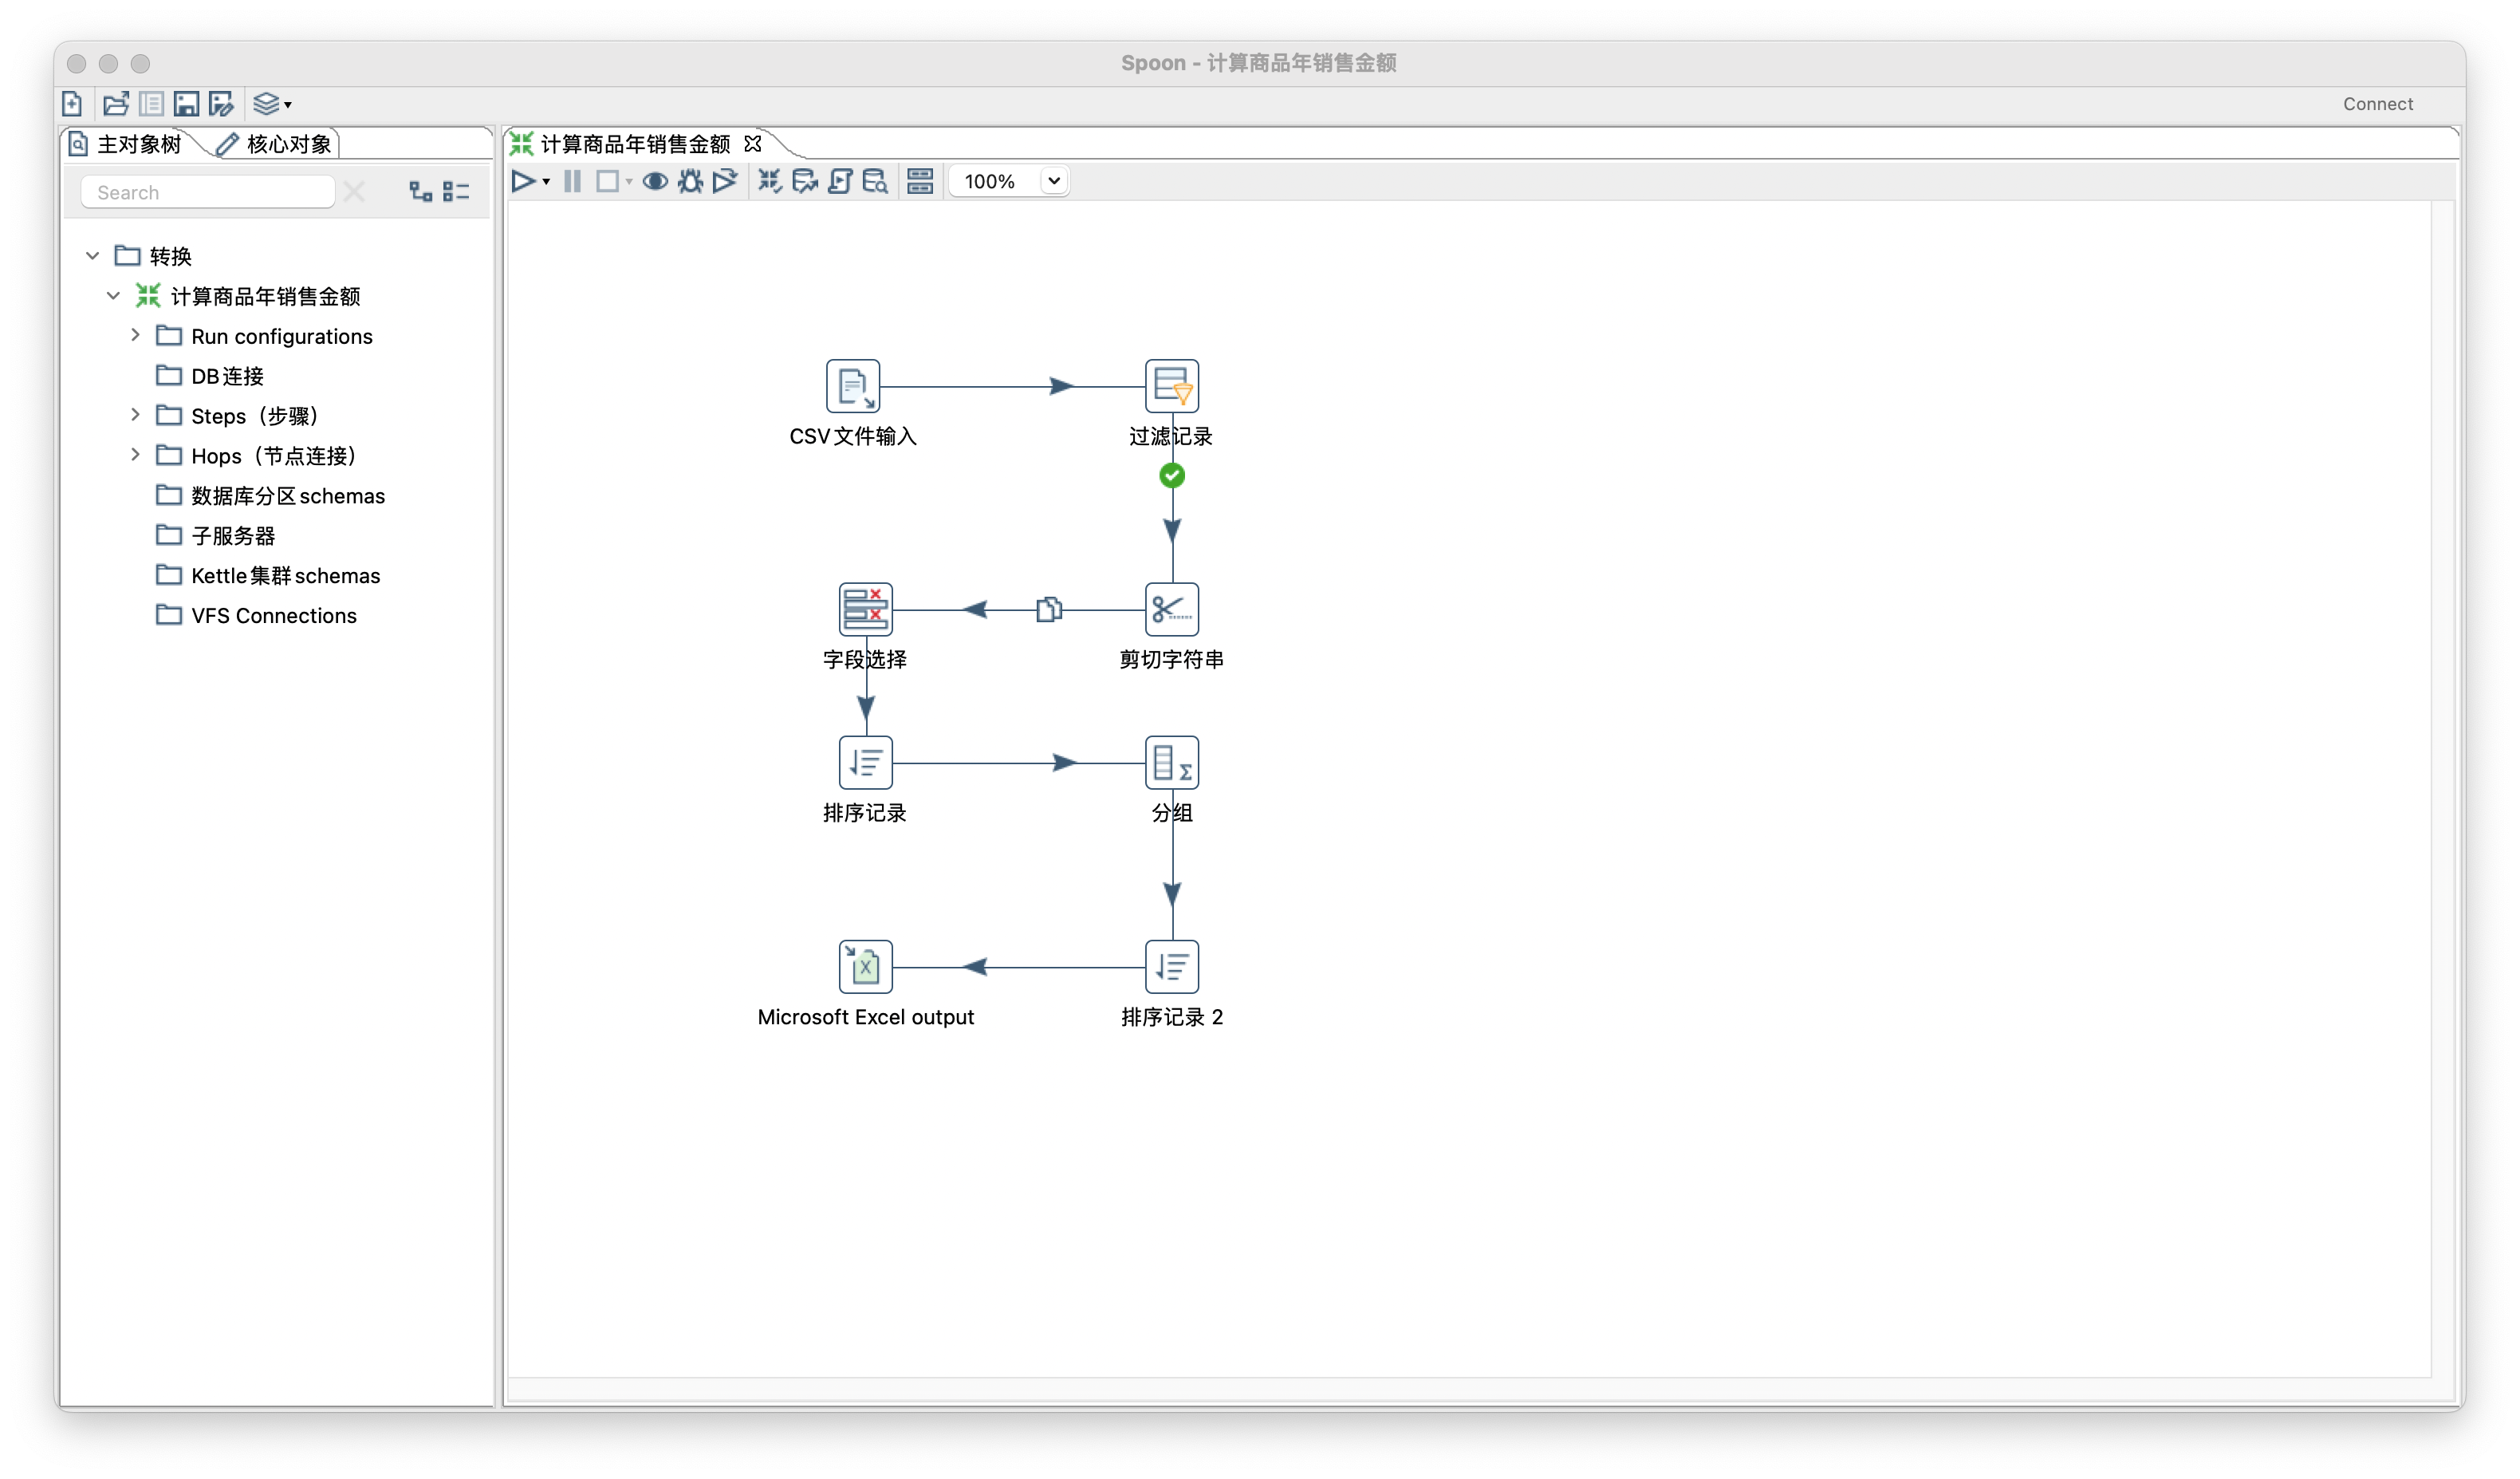 Spoon - 计算商品年销售金额
Connect
主对象树
核心对象
Search
转换
计算商品年销售金额
Run configurations
DB连接
Steps（步骤）
Hops（节点连接）
数据库分区schemas
子服务器
Kettle集群schemas
VFS Connections
计算商品年销售金额
100%
CSV文件输入
过滤记录
字段选择
剪切字符串
排序记录
分组
Microsoft Excel output
排序记录 2